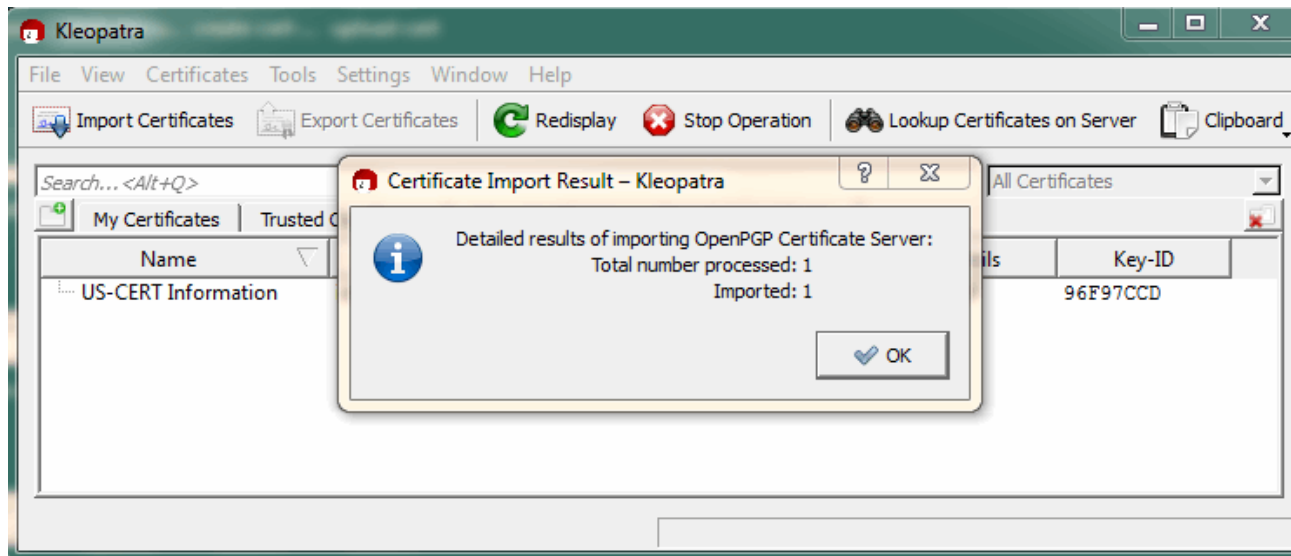 Kleopatra
File View Certificates Tools Settings Window Help
Import Certificates Export Certificates Redisplay Stop Operation Lookup Certificates on Server Clipboard
Search...<Alt+Q> All Certificates
My Certificates Trusted C
Name ils Key-ID
US-CERT Information 96F97CCD
Certificate Import Result – Kleopatra
Detailed results of importing OpenPGP Certificate Server:
Total number processed: 1
Imported: 1
OK